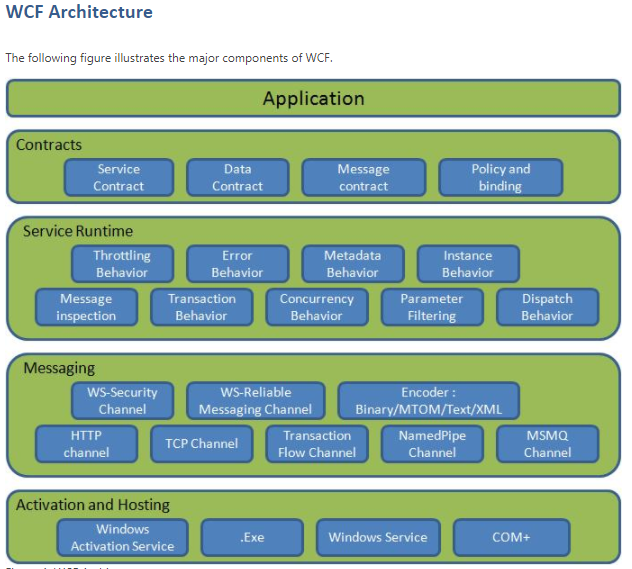 WCF Architecture
The following figure illustrates the major components of WCF.
Application
Contracts
Service
Contract
Data
Contract
Message
contract
Policy and
binding
Service Runtime
Throttling
Behavior
Error
Behavior
Metadata
Behavior
Instance
Behavior
Message
inspection
Transaction
Behavior
Concurrency
Behavior
Parameter
Filtering
Dispatch
Behavior
Messaging
WS-Security
Channel
WS-Reliable
Messaging Channel
Encoder :
Binary/MTOM/Text/XML
HTTP
channel
TCP Channel
Transaction
Flow Channel
NamedPipe
Channel
MSMQ
Channel
Activation and Hosting
Windows
Activation Service
.Exe
Windows Service
COM+